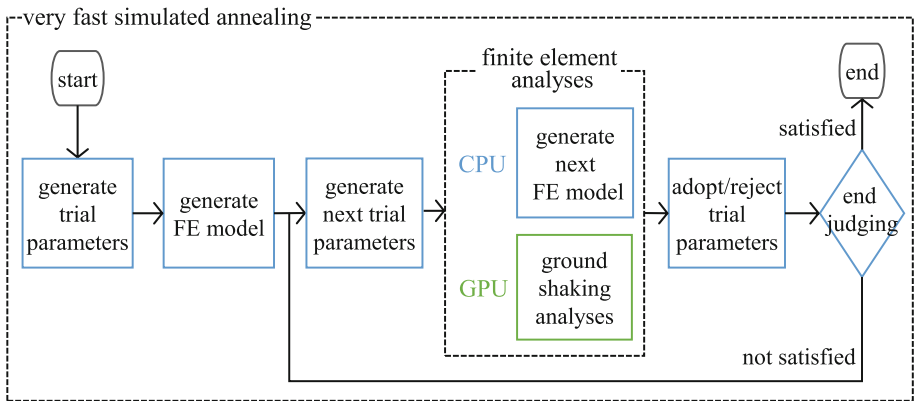 very fast simulated annealing
start
generate
trial
parameters
generate
FE model
generate
next trial
parameters
finite element
analyses
CPU
generate
next
FE model
GPU
ground
shaking
analyses
adopt/reject
trial
parameters
end
satisfied
end
judging
not satisfied